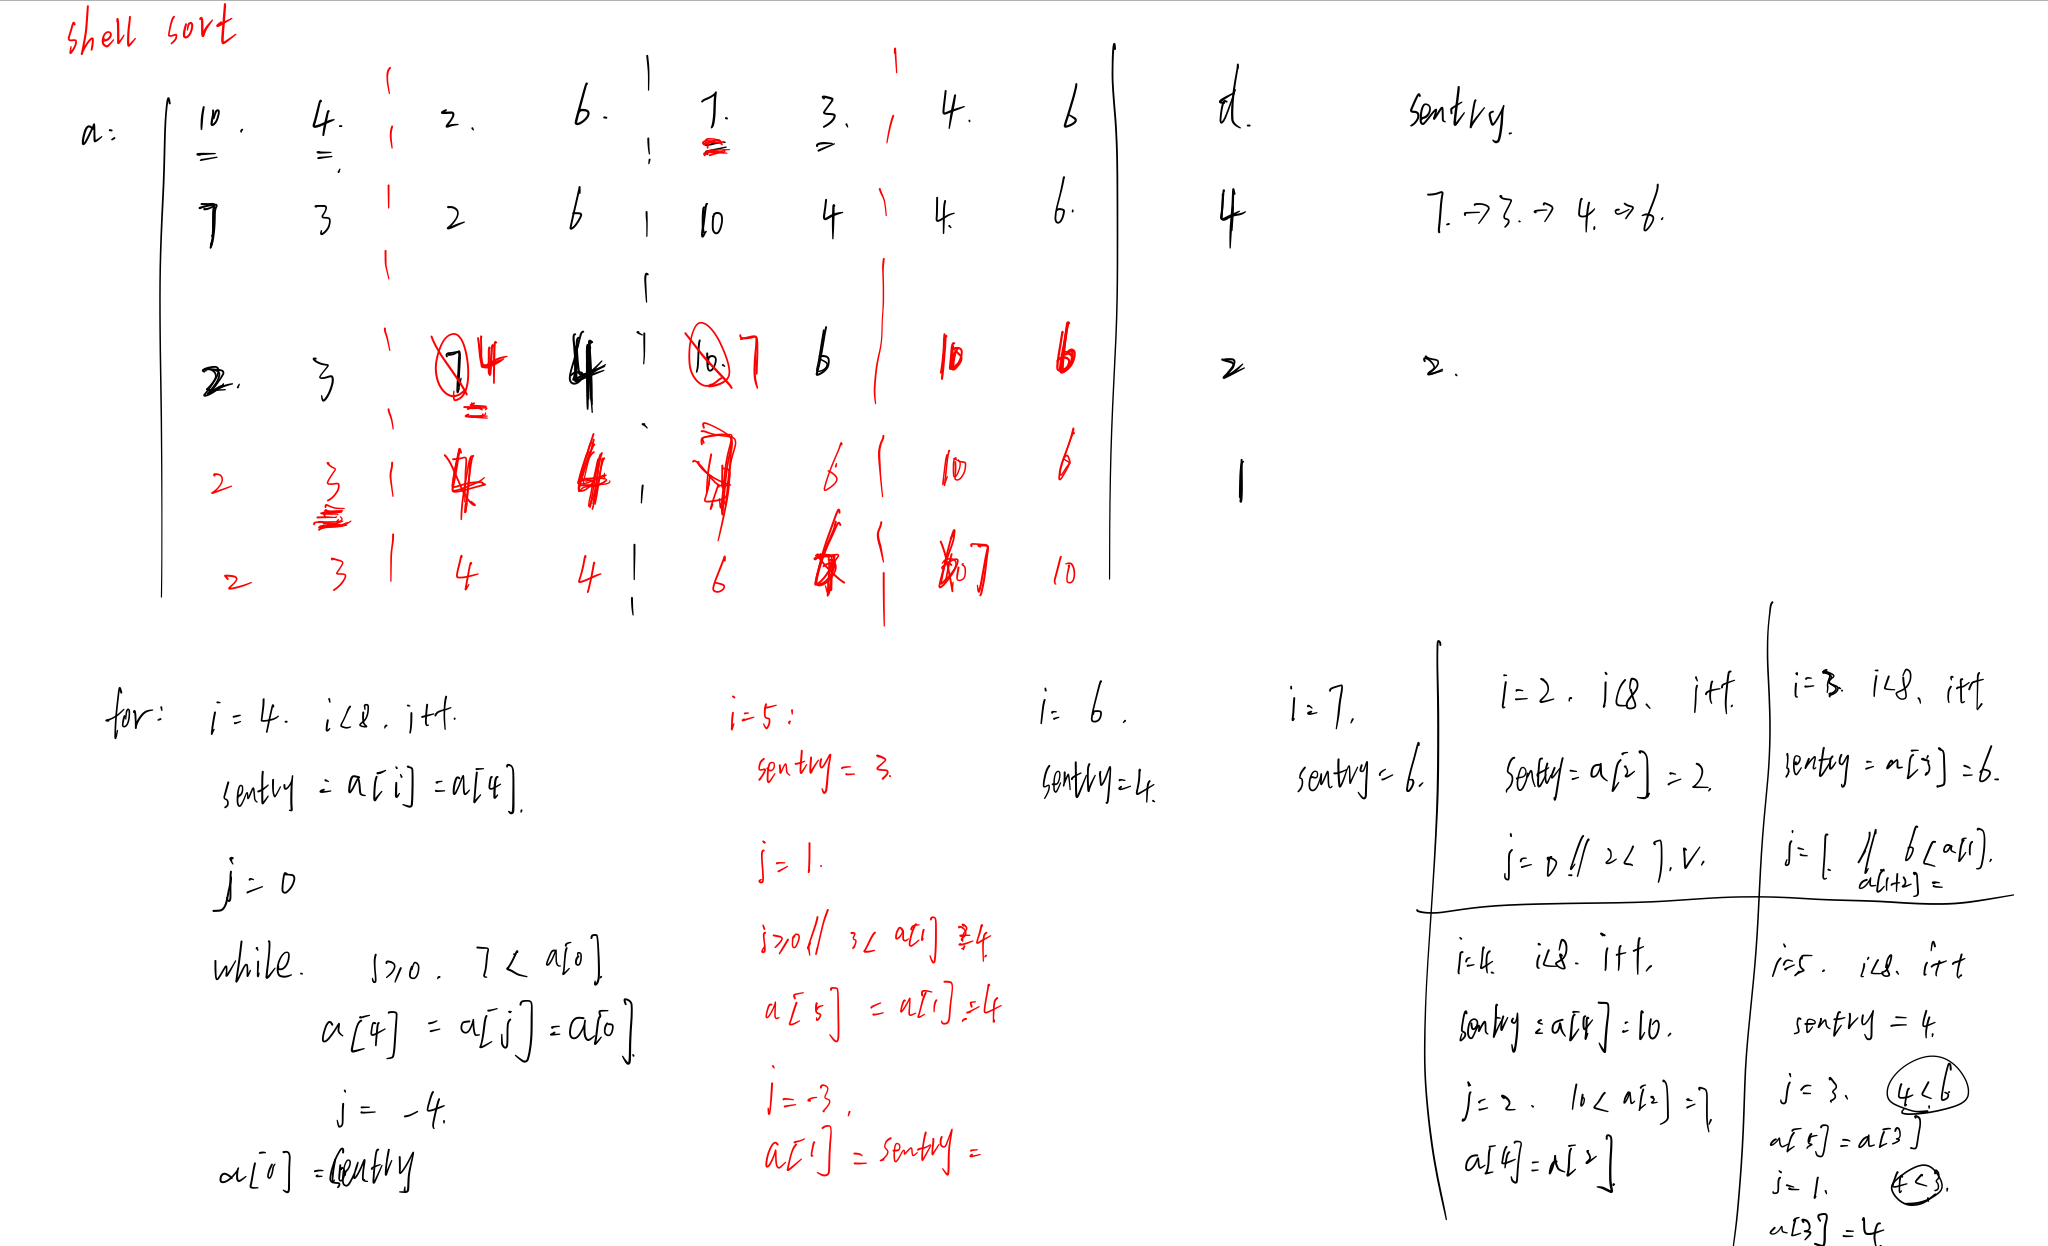 shell sort
a: 10. 4. 2. 6. 7. 3. 4. 6 d. sentry.
7 3 2 6 10 4 4. 6. 4 7. → 3. → 4. → 6.
2. 3 7 4 4 10. 7 6 10 6 2 2.
2 3 4 4 7 6 10 6 1
2 3 4 4 6 6 7 10
for: i = 4. i<8. i++.
sentry = a[i] = a[4].
j = 0
while. j≥0. 7 < a[0]
a[4] = a[j] = a[0].
j = -4.
a[0] = sentry
i=5:
sentry = 3.
j = 1.
j≥0 // 3< a[1] = 4
a[5] = a[1] = 4
j = -3.
a[1] = sentry =
i= 6.
sentry=4.
i=7.
sentry=6.
i=2. i<8. i++.
sentry= a[2] = 2.
j=0 // 2<7.v.
i=3. i<8. i++
sentry = a[3] = 6.
j=1. // 6<a[1].
a[1+2] =
i=4. i<8. i++.
sentry = a[4] = 10.
j=2. 10< a[2] = 7.
a[4]=a[2].
i=5. i<8. i++
sentry = 4.
j= 3. 4<6
a[5] = a[3]
j= 1. 4<3.
a[3] = 4